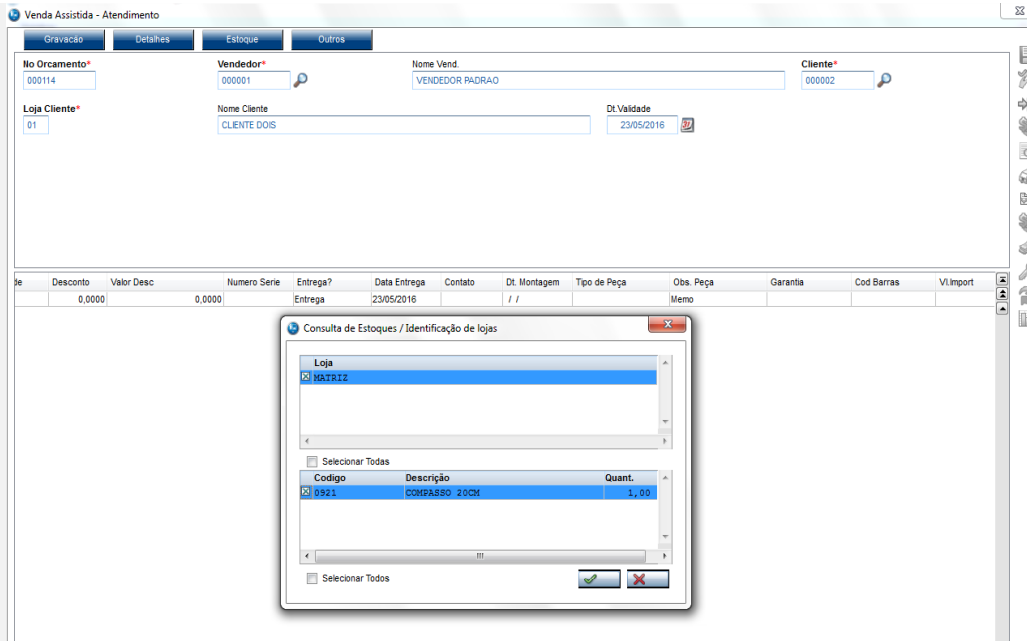 Venda Assistida - Atendimento
Gravacão Detalhes Estoque Outros
No Orcamento* Vendedor* Nome Vend. Cliente*
000114 000001 VENDEDOR PADRAO 000002
Loja Cliente* Nome Cliente Dt.Validade
01 CLIENTE DOIS 23/05/2016 31
de Desconto Valor Desc Numero Serie Entrega? Data Entrega Contato Dt. Montagem Tipo de Peça Obs. Peça Garantia Cod Barras Vl.Import
0,0000 0,0000 Entrega 23/05/2016 / / Memo
Consulta de Estoques / Identificação de lojas
Loja
MATRIZ
Selecionar Todas
Codigo Descrição Quant.
0921 COMPASSO 20CM 1,00
Selecionar Todos